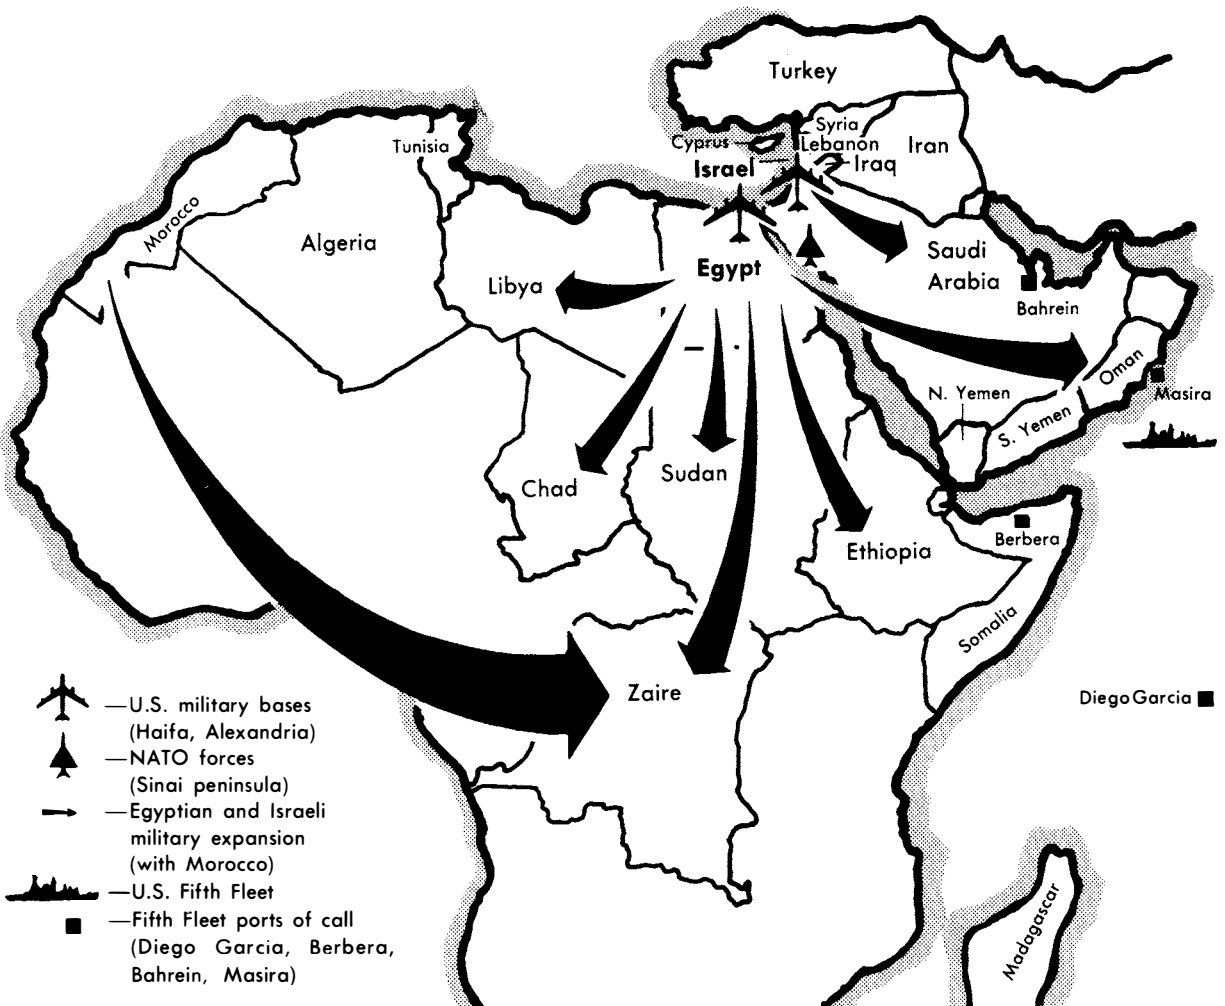 Turkey
Syria
Cyprus
Lebanon
Iran
Tunisia
Israel
Iraq
Morocco
Algeria
Saudi
Arabia
Egypt
Libya
Bahrein
Oman
N. Yemen
Masira
S. Yemen
Sudan
Chad
Berbera
Ethiopia
Somalia
Zaire
Diego Garcia
—U.S. military bases
(Haifa, Alexandria)
—NATO forces
(Sinai peninsula)
—Egyptian and Israeli
military expansion
(with Morocco)
—U.S. Fifth Fleet
—Fifth Fleet ports of call
(Diego Garcia, Berbera,
Bahrein, Masira)
Madagascar